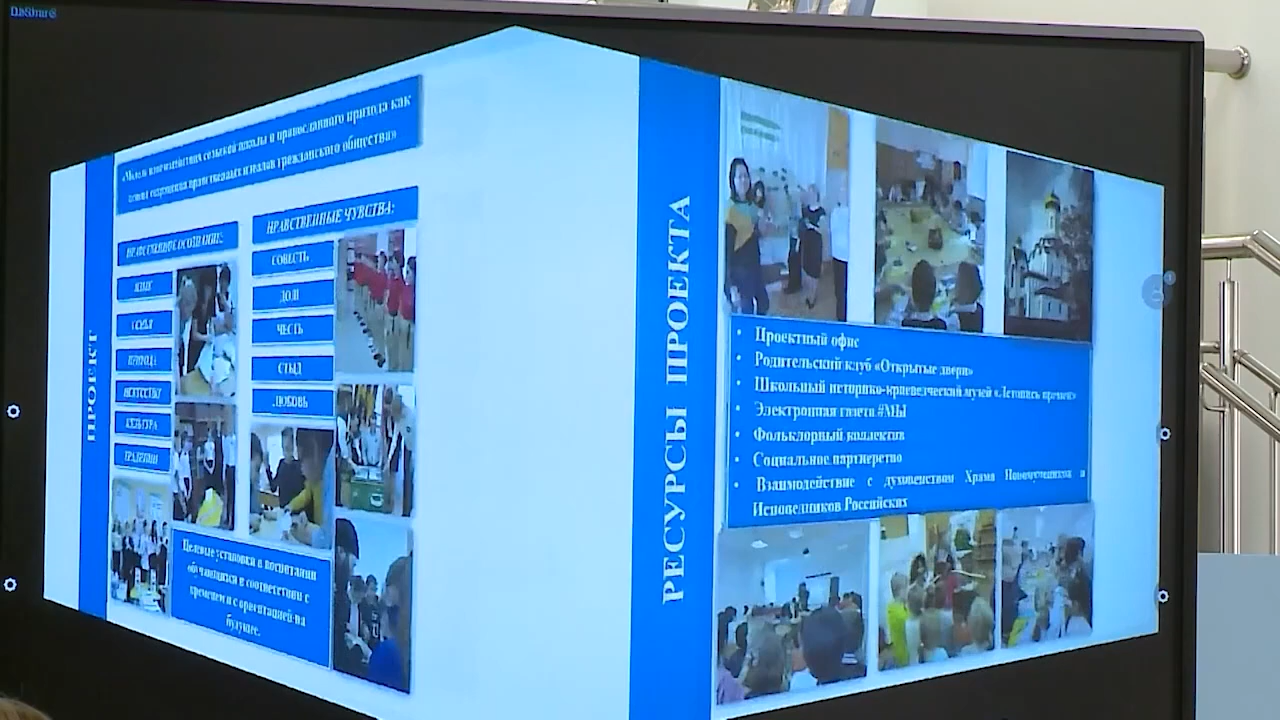 ПРОЕКТ
«Модель взаимодействия сельской школы и православного прихода как
сохранения нравственных идеалов гражданского общества»
НРАВСТВЕННЫЕ ЧУВСТВА:
СОВЕСТЬ
ДОЛГ
ЧЕСТЬ
СТЫД
ЛЮБОВЬ
ЯЗЫК
СЕМЬЯ
ПРИРОДА
ИСКУССТВО
КУЛЬТУРА
ТРАДИЦИИ
Целевые установки в воспитании
обучающихся в соответствии с
временем и с ориентацией на
будущее.
РЕСУРСЫ ПРОЕКТА
• Проектный офис
• Родительский клуб «Открытые двери»
• Школьный историко-краеведческий музей «Летопись времен»
• Электронная газета #МЫ
• Фольклорный коллектив
• Социальное партнерство
• Взаимодействие с духовенством Храма Новомучеников и
Исповедников Российских